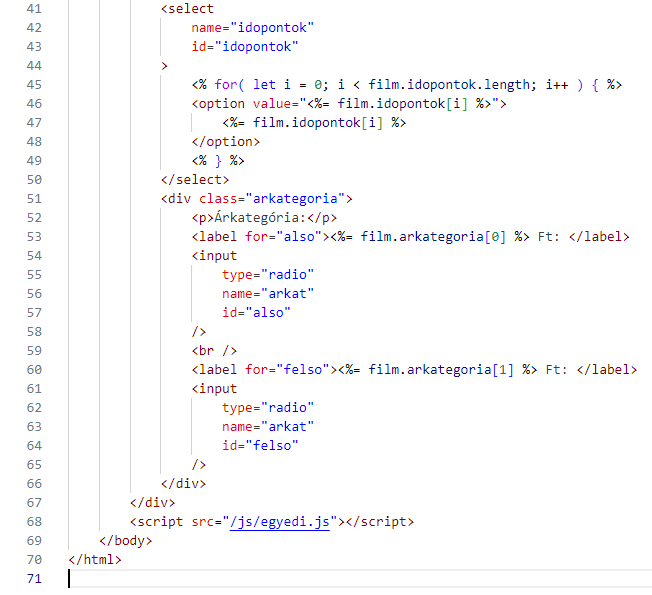 41 <select
42 name="idopontok"
43 id="idopontok"
44 >
45 <% for( let i = 0; i < film.idopontok.length; i++ ) { %>
46 <option value="<%= film.idopontok[i] %>">
47 <%= film.idopontok[i] %>
48 </option>
49 <% } %>
50 </select>
51 <div class="arkategoria">
52 <p>Árkategória:</p>
53 <label for="also"><%= film.arkategoria[0] %> Ft: </label>
54 <input
55 type="radio"
56 name="arkat"
57 id="also"
58 />
59 <br />
60 <label for="felso"><%= film.arkategoria[1] %> Ft: </label>
61 <input
62 type="radio"
63 name="arkat"
64 id="felso"
65 />
66 </div>
67 </div>
68 <script src="/js/egyedi.js"></script>
69 </body>
70 </html>
71